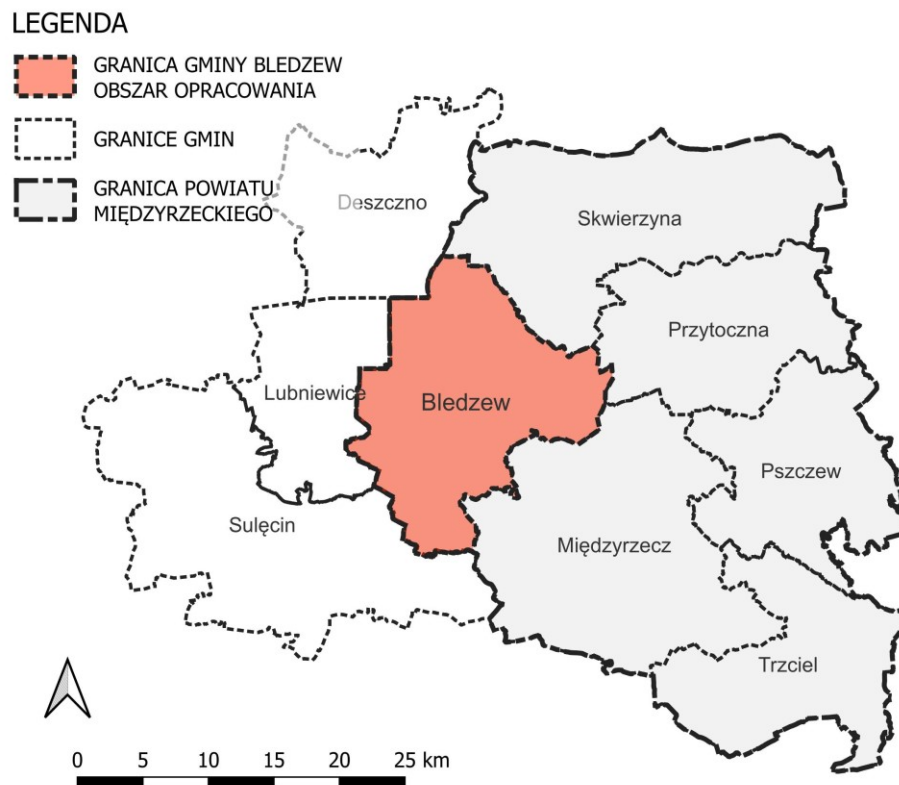 LEGENDA
GRANICA GMINY BLEDZEW
OBSZAR OPRACOWANIA
GRANICE GMIN
GRANICA POWIATU
MIĘDZYRZECKIEGO
Deszczno
Skwierzyna
Przytoczna
Lubniewice
Bledzew
Pszczew
Sulęcin
Międzyrzecz
Trzciel
0 5 10 15 20 25 km